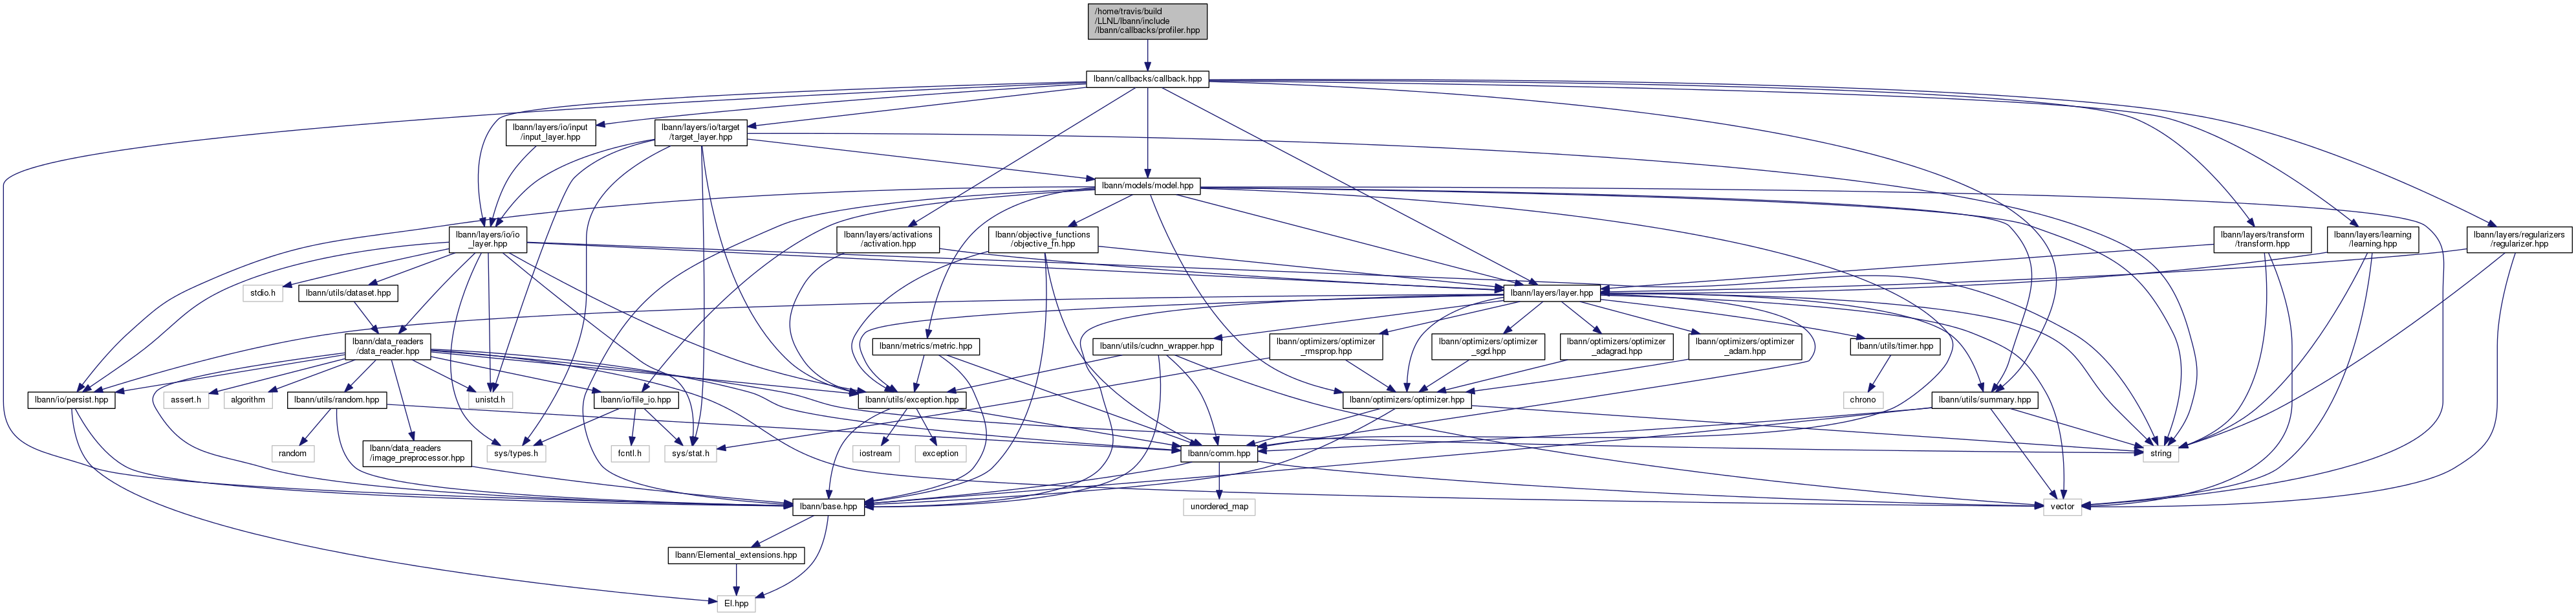 /home/travis/build
/LLNL/lbann/include
/lbann/callbacks/profiler.hpp
lbann/callbacks/callback.hpp
lbann/layers/io/input
/input_layer.hpp
lbann/layers/io/target
/target_layer.hpp
lbann/models/model.hpp
lbann/layers/io/io
_layer.hpp
lbann/layers/activations
/activation.hpp
lbann/objective_functions
/objective_fn.hpp
lbann/layers/transform
/transform.hpp
lbann/layers/learning
/learning.hpp
lbann/layers/regularizers
/regularizer.hpp
stdio.h
lbann/utils/dataset.hpp
lbann/layers/layer.hpp
lbann/data_readers
/data_reader.hpp
lbann/metrics/metric.hpp
lbann/utils/cudnn_wrapper.hpp
lbann/optimizers/optimizer
_rmsprop.hpp
lbann/optimizers/optimizer
_sgd.hpp
lbann/optimizers/optimizer
_adagrad.hpp
lbann/optimizers/optimizer
_adam.hpp
lbann/utils/timer.hpp
lbann/io/persist.hpp
assert.h
algorithm
lbann/utils/random.hpp
unistd.h
lbann/io/file_io.hpp
lbann/utils/exception.hpp
lbann/optimizers/optimizer.hpp
chrono
lbann/utils/summary.hpp
random
lbann/data_readers
/image_preprocessor.hpp
sys/types.h
fcntl.h
sys/stat.h
iostream
exception
lbann/comm.hpp
string
lbann/base.hpp
unordered_map
vector
lbann/Elemental_extensions.hpp
El.hpp